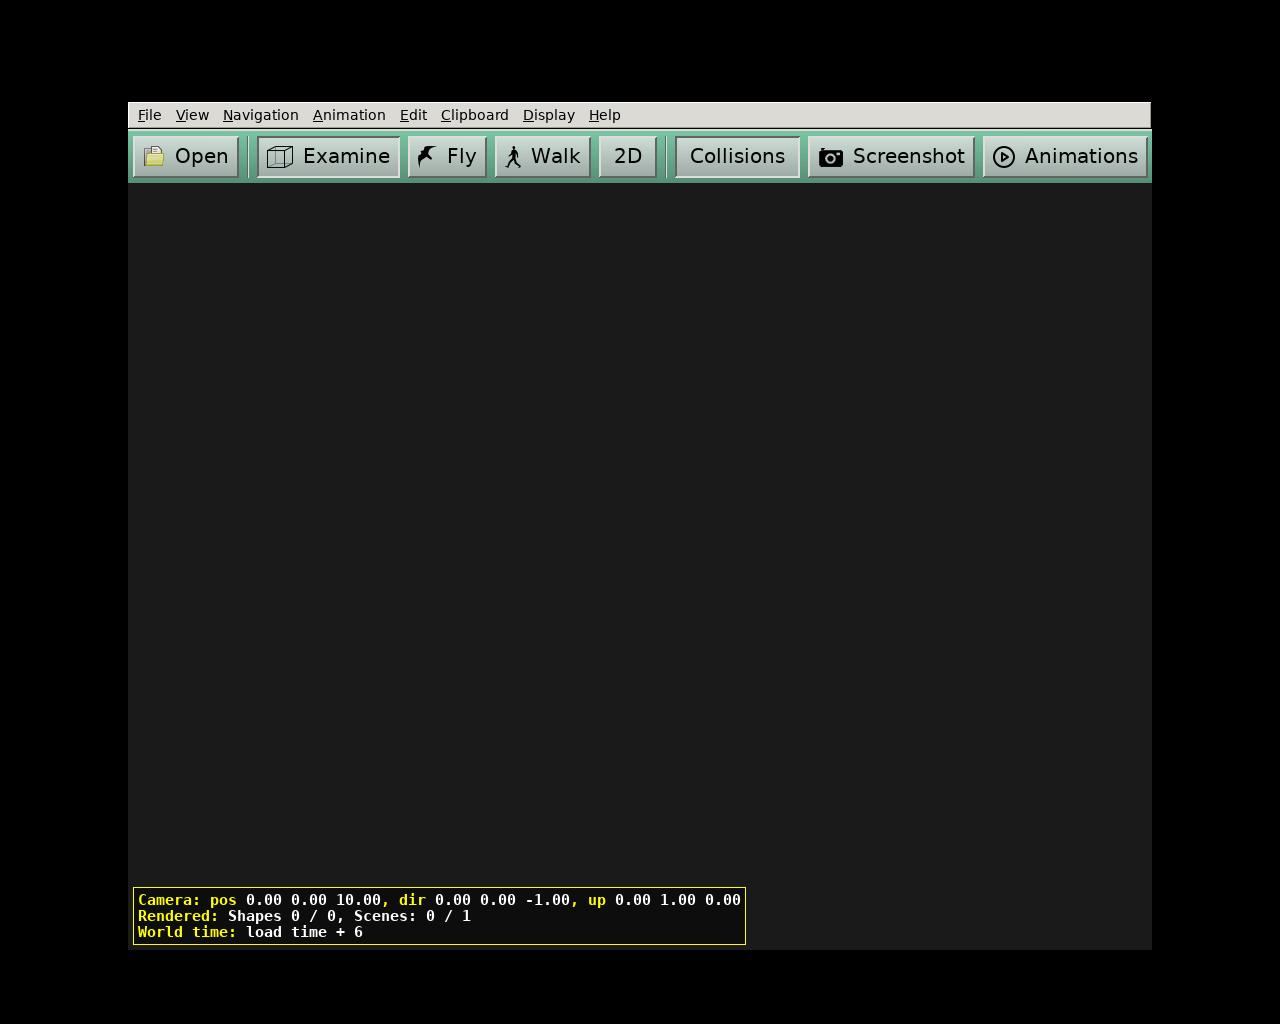 File View Navigation Animation Edit Clipboard Display Help
Open Examine Fly Walk 2D Collisions Screenshot Animations
Camera: pos 0.00 0.00 10.00, dir 0.00 0.00 -1.00, up 0.00 1.00 0.00
Rendered: Shapes 0 / 0, Scenes: 0 / 1
World time: load time + 6